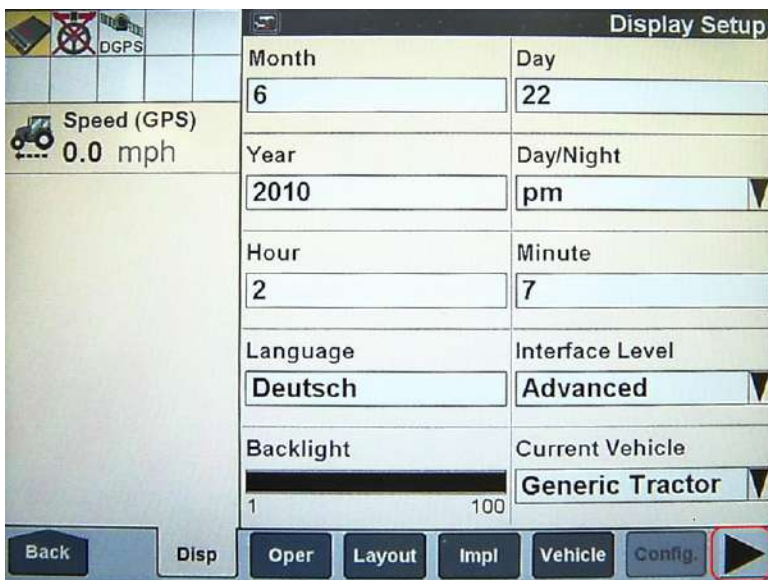 Display Setup
DGPS
Speed (GPS)
0.0 mph
Month
Day
6
22
Year
Day/Night
2010
pm
Hour
Minute
2
7
Language
Interface Level
Deutsch
Advanced
Backlight
Current Vehicle
Generic Tractor
1
100
Back
Disp
Oper
Layout
Impl
Vehicle
Config.